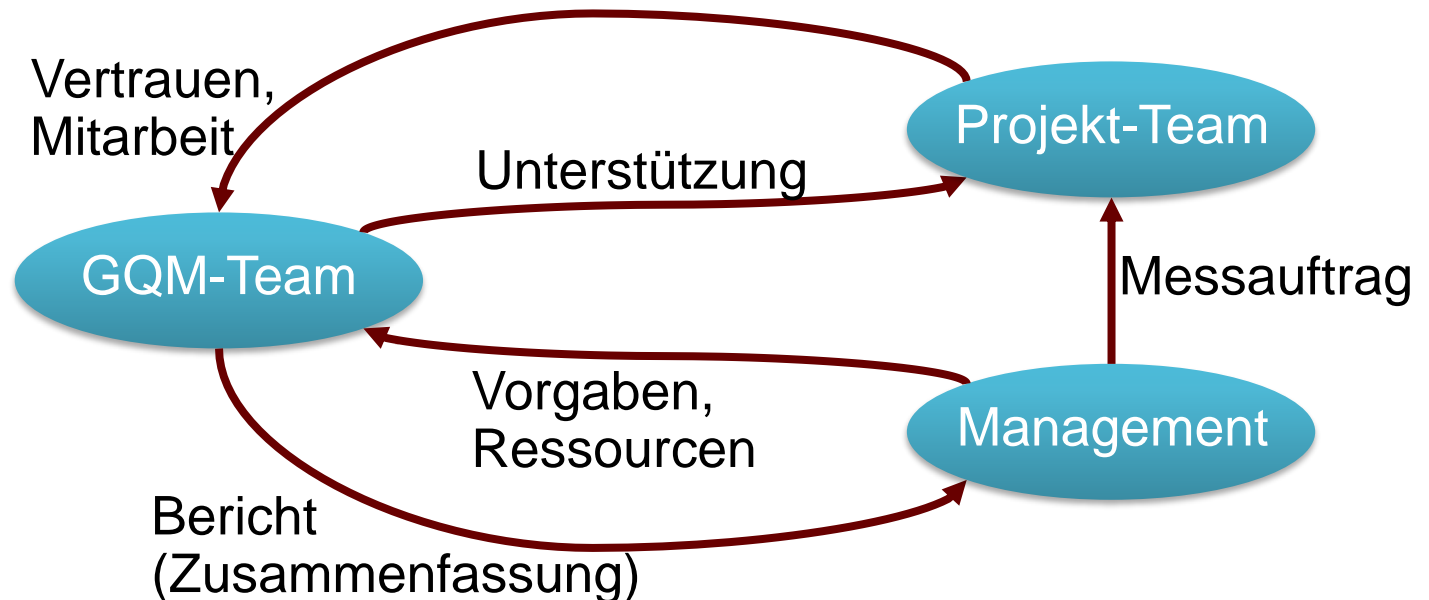 Vertrauen,
Mitarbeit
Projekt-Team
Unterstützung
GQM-Team
Messauftrag
Vorgaben,
Ressourcen
Management
Bericht
(Zusammenfassung)